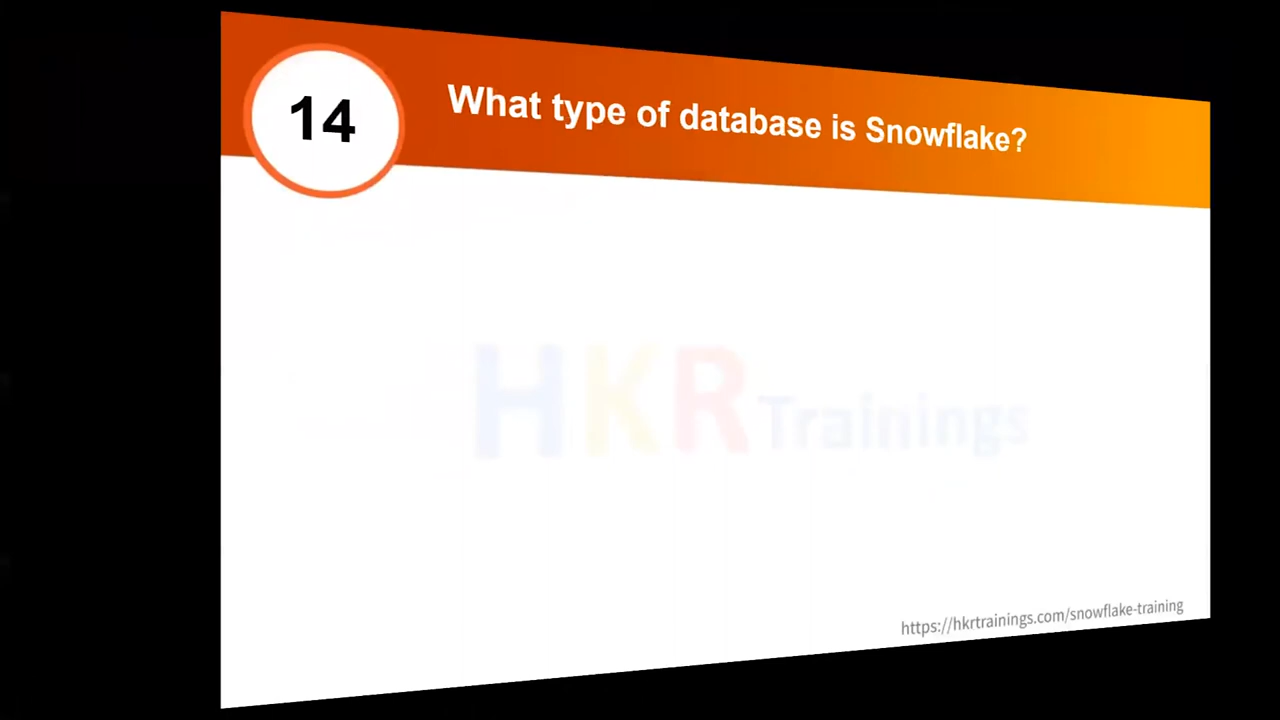 14
What type of database is Snowflake?
HKR Trainings
https://hkrtrainings.com/snowflake-training